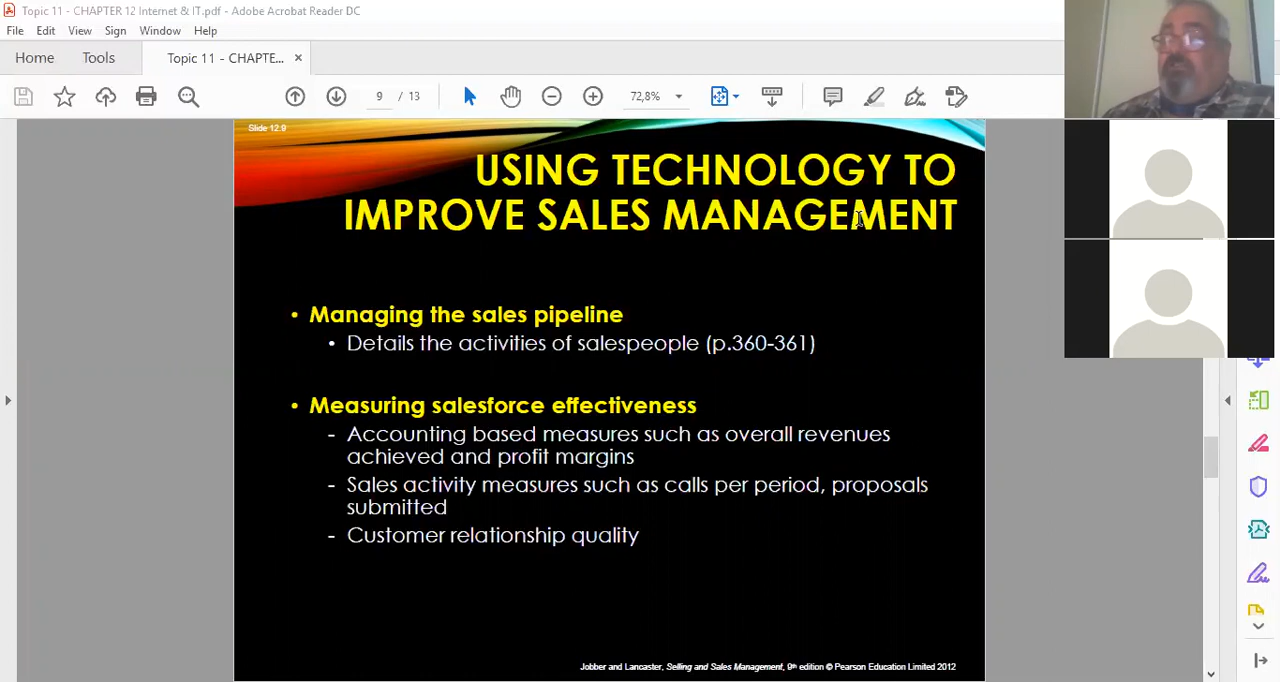 Topic 11 - CHAPTER 12 Internet & IT.pdf - Adobe Acrobat Reader DC
File Edit View Sign Window Help
Home Tools Topic 11 - CHAPTE... ×
9 / 13 72,8%
Slide 12.9
USING TECHNOLOGY TO
IMPROVE SALES MANAGEMENT
• Managing the sales pipeline
• Details the activities of salespeople (p.360-361)
• Measuring salesforce effectiveness
- Accounting based measures such as overall revenues
achieved and profit margins
- Sales activity measures such as calls per period, proposals
submitted
- Customer relationship quality
Jobber and Lancaster, Selling and Sales Management, 9th edition © Pearson Education Limited 2012